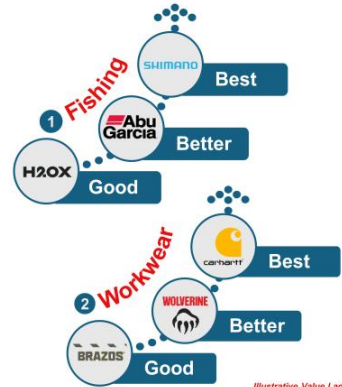 SHIMANO
Best
Fishing
1
Abu
Garcia
Better
H2OX
Good
carhartt
Best
Workwear
2
WOLVERINE
Better
BRAZOS
Good
Illustrative Value